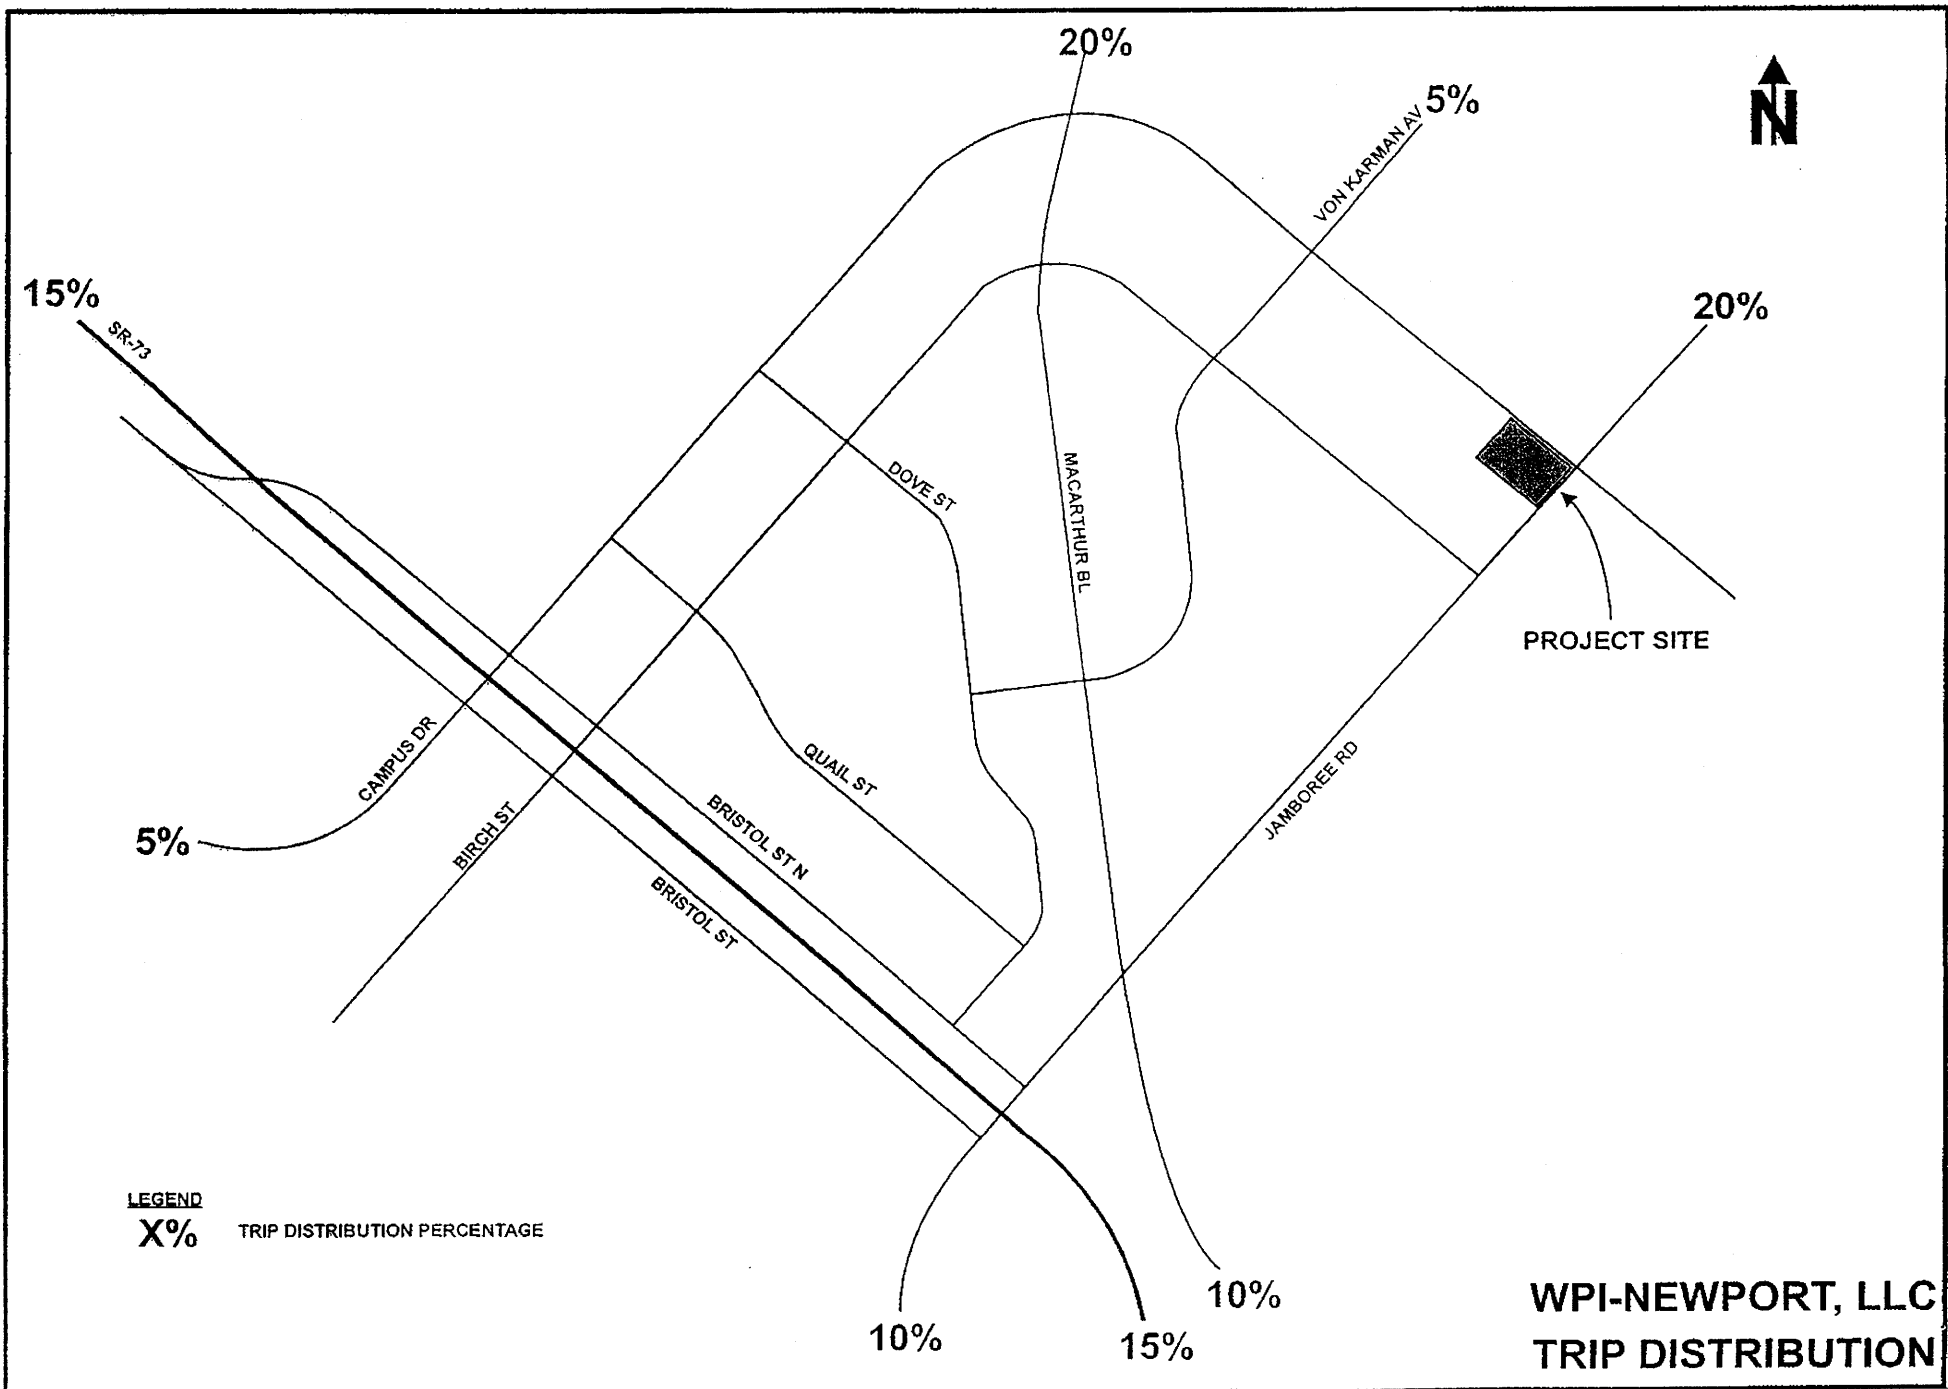 20%
N
VON KARMAN AV
5%
15%
SR-73
20%
DOVE ST
MACARTHUR BL
PROJECT SITE
CAMPUS DR
QUAIL ST
JAMBOREE RD
5%
BIRCH ST
BRISTOL ST N
BRISTOL ST
LEGEND
X% TRIP DISTRIBUTION PERCENTAGE
10%
10%
15%
WPI-NEWPORT, LLC
TRIP DISTRIBUTION